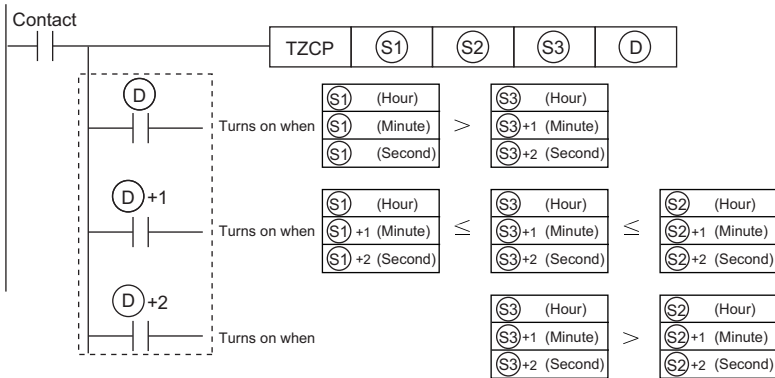 Contact
TZCP S1 S2 S3 D
D
Turns on when S1 (Hour) > S3 (Hour)
S1 (Minute) S3+1 (Minute)
S1 (Second) S3+2 (Second)
D+1
Turns on when S1 (Hour) ≦ S3 (Hour) ≦ S2 (Hour)
S1+1 (Minute) S3+1 (Minute) S2+1 (Minute)
S1+2 (Second) S3+2 (Second) S2+2 (Second)
D+2
Turns on when S3 (Hour) > S2 (Hour)
S3+1 (Minute) S2+1 (Minute)
S3+2 (Second) S2+2 (Second)